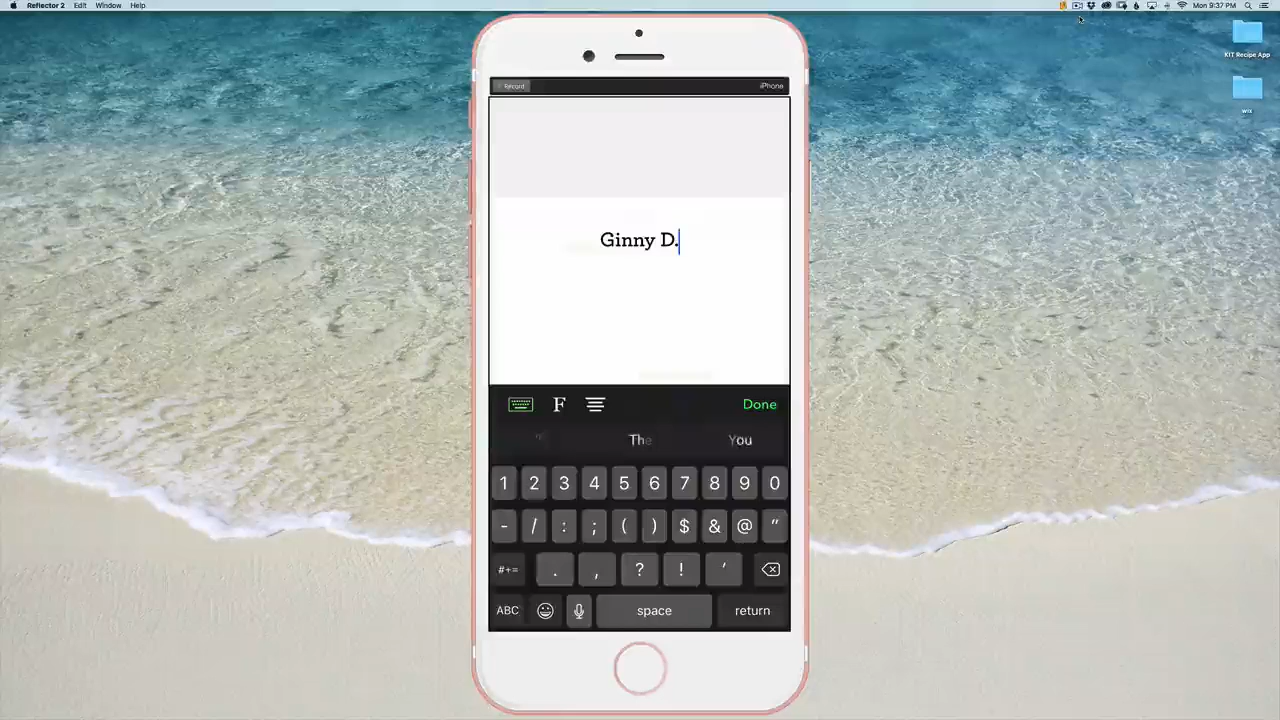 Reflector 2 Edit Window Help Mon 9:37 PM
KIT Recipe App
wix
Record iPhone
Ginny D.
F Done
The You
1 2 3 4 5 6 7 8 9 0
- / : ; ( ) $ & @ "
#+= . , ? ! '
ABC space return